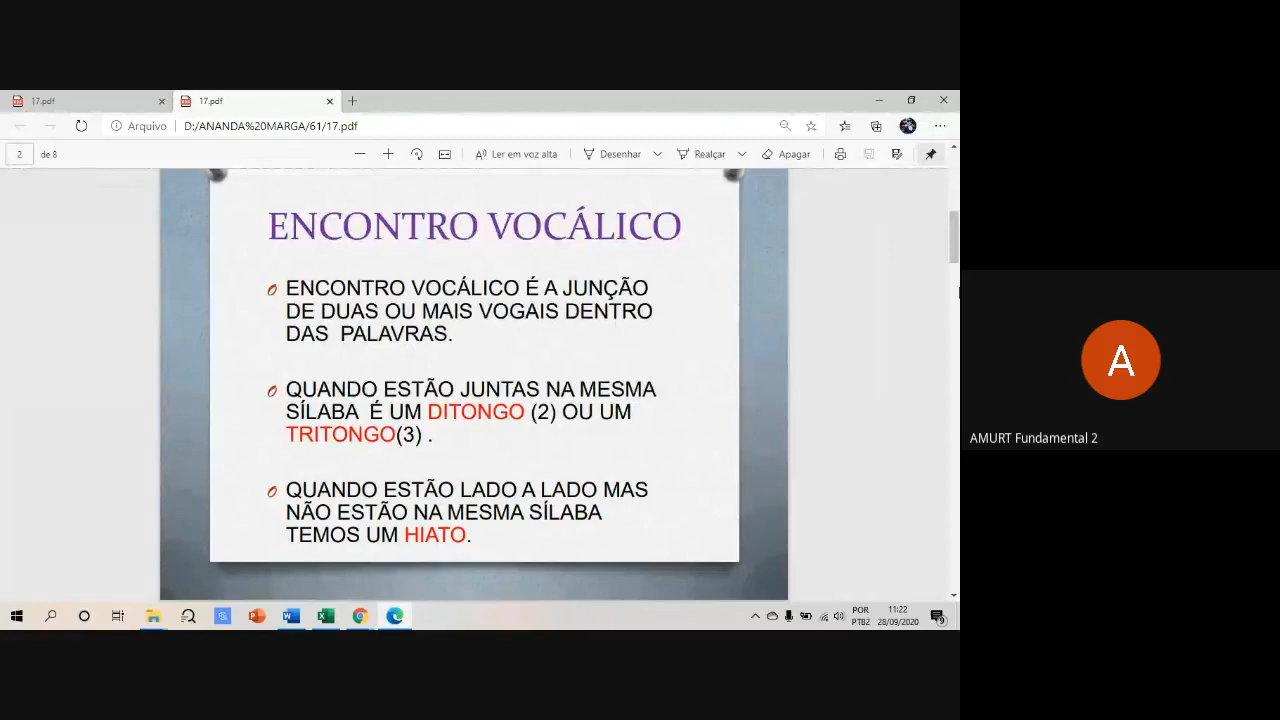 17.pdf
17.pdf
Arquivo
D:/ANANDA%20MARGA/61/17.pdf
2 de 8
Ler em voz alta
Desenhar
Realçar
Apagar
ENCONTRO VOCÁLICO
ENCONTRO VOCÁLICO É A JUNÇÃO
DE DUAS OU MAIS VOGAIS DENTRO
DAS PALAVRAS.
QUANDO ESTÃO JUNTAS NA MESMA
SÍLABA É UM DITONGO (2) OU UM
TRITONGO(3) .
QUANDO ESTÃO LADO A LADO MAS
NÃO ESTÃO NA MESMA SÍLABA
TEMOS UM HIATO.
A
AMURT Fundamental 2
POR
PTB2
11:22
28/09/2020
9